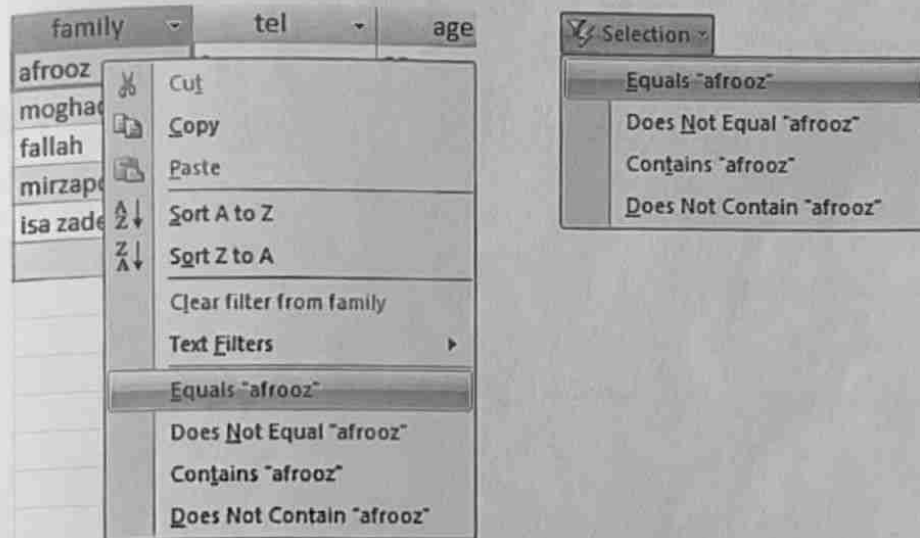 family tel age
afrooz
fallah
Cut
Copy
Paste
Sort A to Z
Sort Z to A
Clear filter from family
Text Filters
Equals "afrooz"
Does Not Equal "afrooz"
Contains "afrooz"
Does Not Contain "afrooz"
Selection
Equals "afrooz"
Does Not Equal "afrooz"
Contains "afrooz"
Does Not Contain "afrooz"